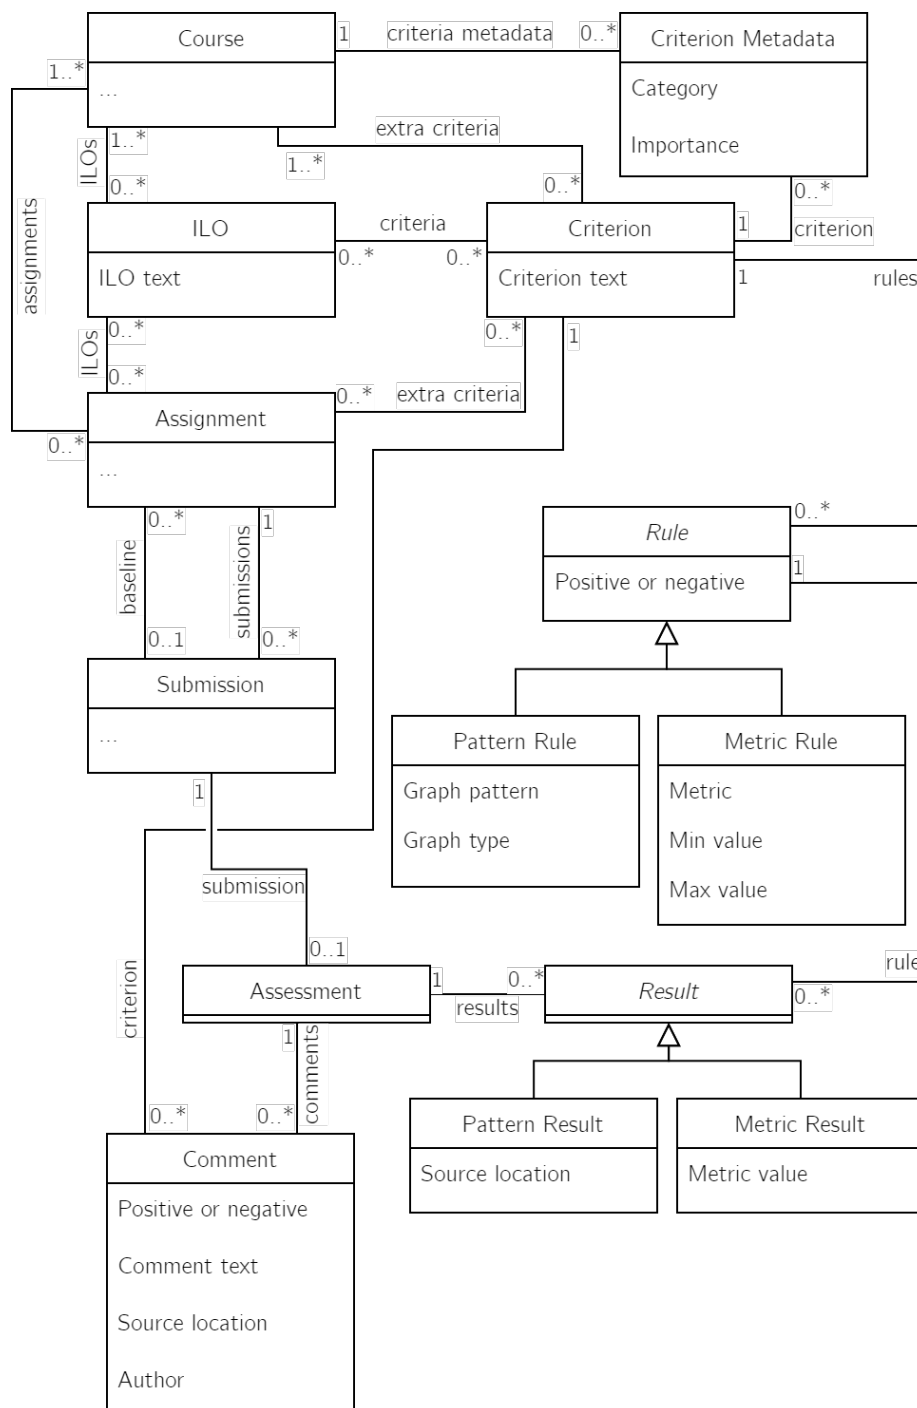 Course
1
criteria metadata
0..*
Criterion Metadata
1..*
...
Category
extra criteria
1..*
ILOs
1..*
Importance
0..*
0..*
0..*
ILO
criteria
Criterion
1
criterion
0..*
0..*
ILO text
Criterion text
1
rules
assignments
0..*
0..*
1
ILOs
0..*
0..*
extra criteria
Assignment
0..*
...
0..*
1
Rule
0..*
baseline
submissions
Positive or negative
1
0..1
0..*
Submission
...
Pattern Rule
Metric Rule
1
Graph pattern
Metric
Graph type
Min value
submission
Max value
0..1
criterion
Assessment
1
0..*
results
Result
rule
0..*
1
comments
0..*
0..*
Pattern Result
Metric Result
Comment
Source location
Metric value
Positive or negative
Comment text
Source location
Author